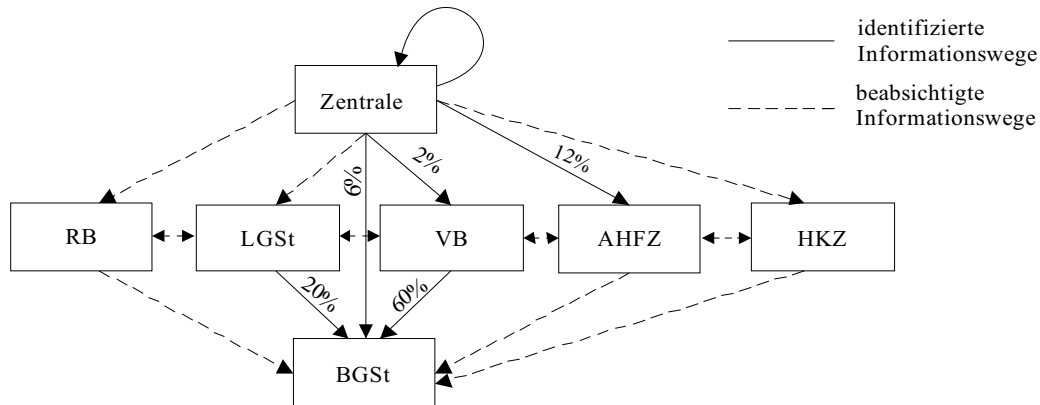 identifizierte
Informationswege
Zentrale
beabsichtigte
Informationswege
6%
2%
12%
RB
LGSt
VB
AHFZ
HKZ
20%
60%
BGSt